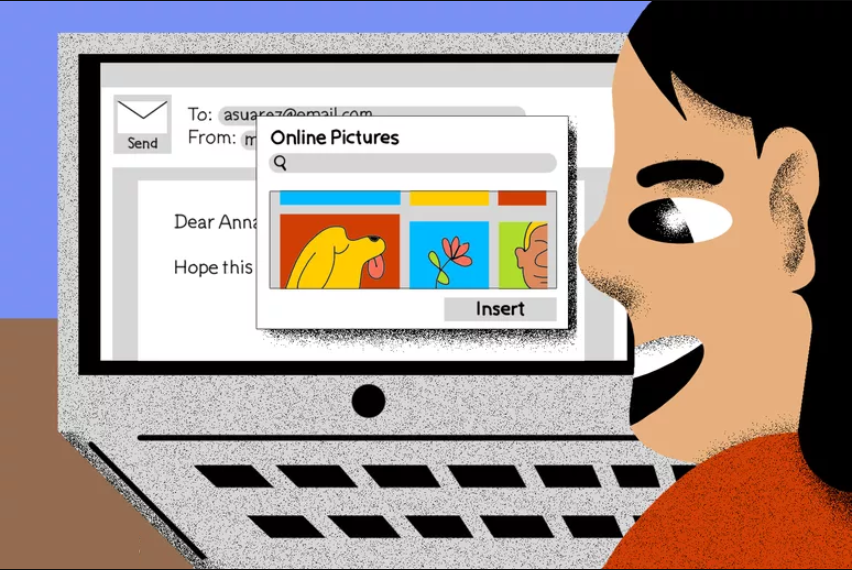 To: asuarez@email.com
Send
From: m
Online Pictures
Dear Anna
Hope this
Insert